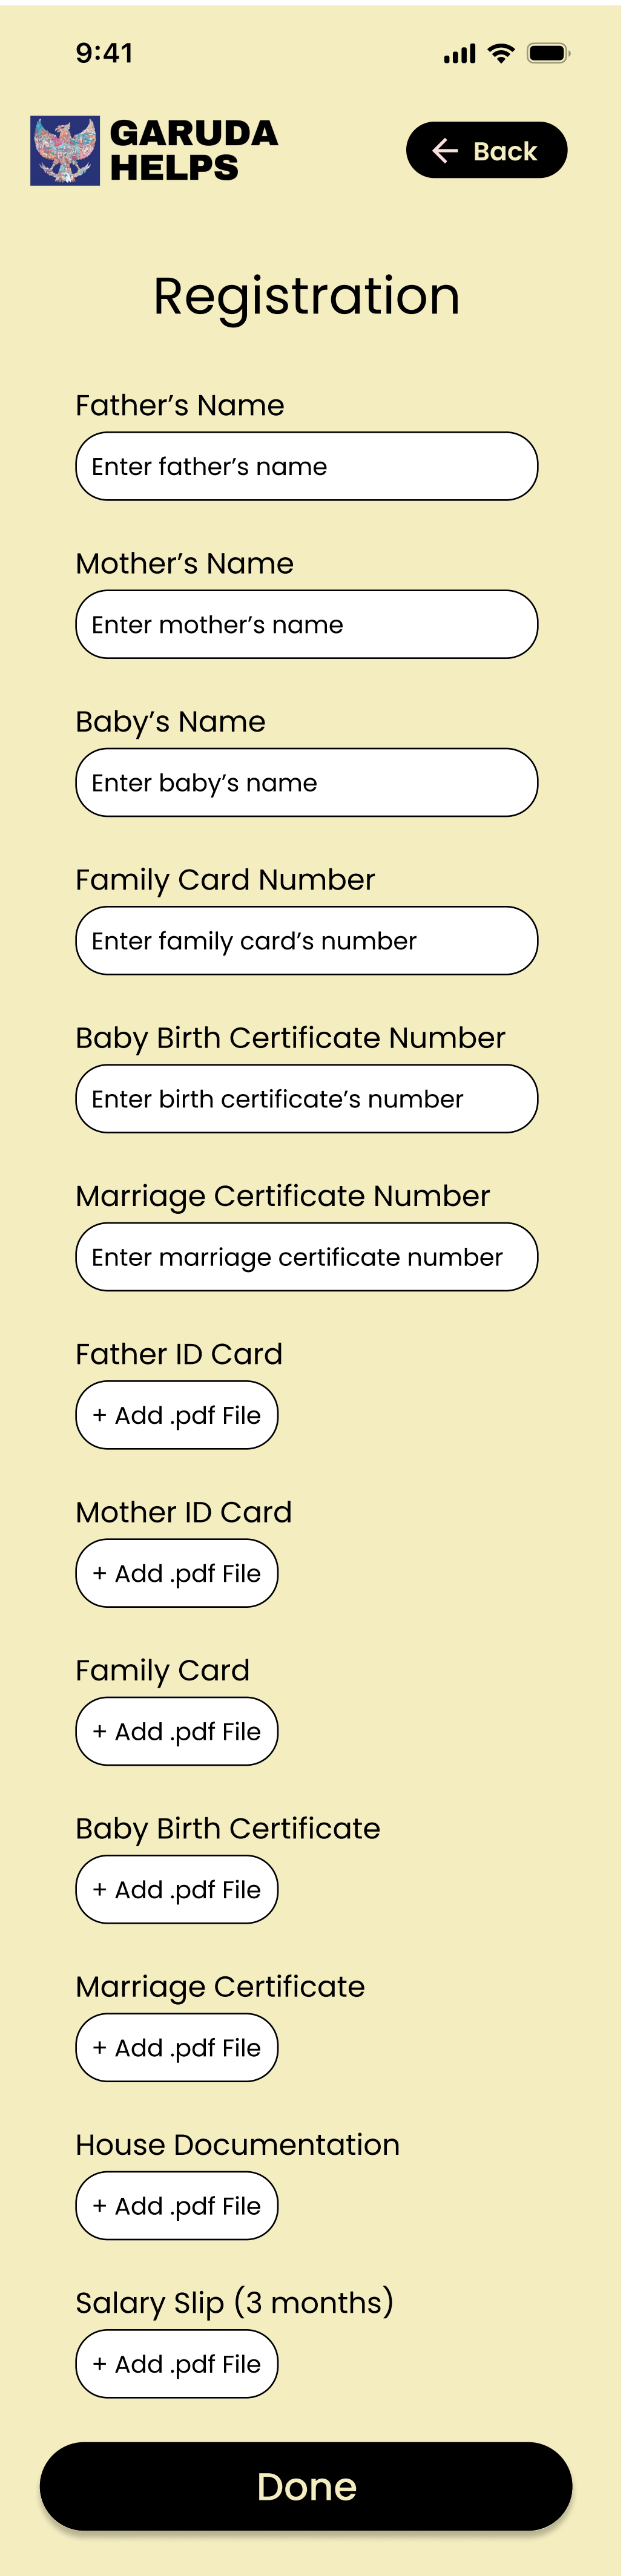 9:41
GARUDA
HELPS
Back
Registration
Father’s Name
Enter father’s name
Mother’s Name
Enter mother’s name
Baby’s Name
Enter baby’s name
Family Card Number
Enter family card’s number
Baby Birth Certificate Number
Enter birth certificate’s number
Marriage Certificate Number
Enter marriage certificate number
Father ID Card
+ Add .pdf File
Mother ID Card
+ Add .pdf File
Family Card
+ Add .pdf File
Baby Birth Certificate
+ Add .pdf File
Marriage Certificate
+ Add .pdf File
House Documentation
+ Add .pdf File
Salary Slip (3 months)
+ Add .pdf File
Done